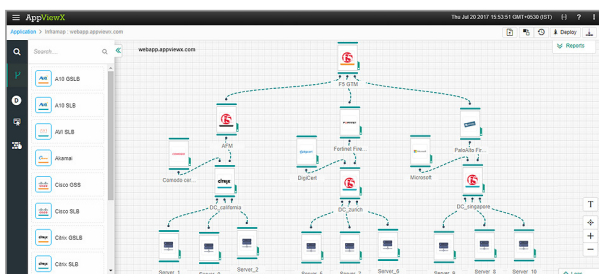 AppViewX
Thu Jul 20 2017 15:53:51 GMT+0530 (IST)
?
Application > Infiamap : webapp.appviewx.com
Deploy
Search...
webapp.appviewx.com
Reports
A10 GSLB
A10 SLB
AVI SLB
Akamai
Cisco GSS
Cisco SLB
citrix
Citrix GSLB
Citrix SLB
F5 GTM
APM
Fortinet Fire...
PaloAlto Fir...
Comodo cer...
DigiCert
Microsoft
citrix
DC_california
DC_zurich
DC_singapore
T
+
−
Server_1
Server_2
Server_6
Server_8
Server_10